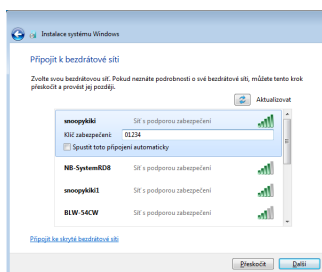 Instalace systému Windows
Připojit k bezdrátové síti
Zvolte svou bezdrátovou síť. Pokud neznáte podrobnosti o své bezdrátové síti, můžete tento krok
přeskočit a provést jej později.
Aktualizovat
snoopykiki Síť s podporou zabezpečení
Klíč zabezpečení: 01234
Spustit toto připojení automaticky
NB-SystemRD8 Síť s podporou zabezpečení
snoopykiki1 Síť s podporou zabezpečení
BLW-54CW Síť s podporou zabezpečení
Připojit ke skryté bezdrátové síti
Přeskočit Další